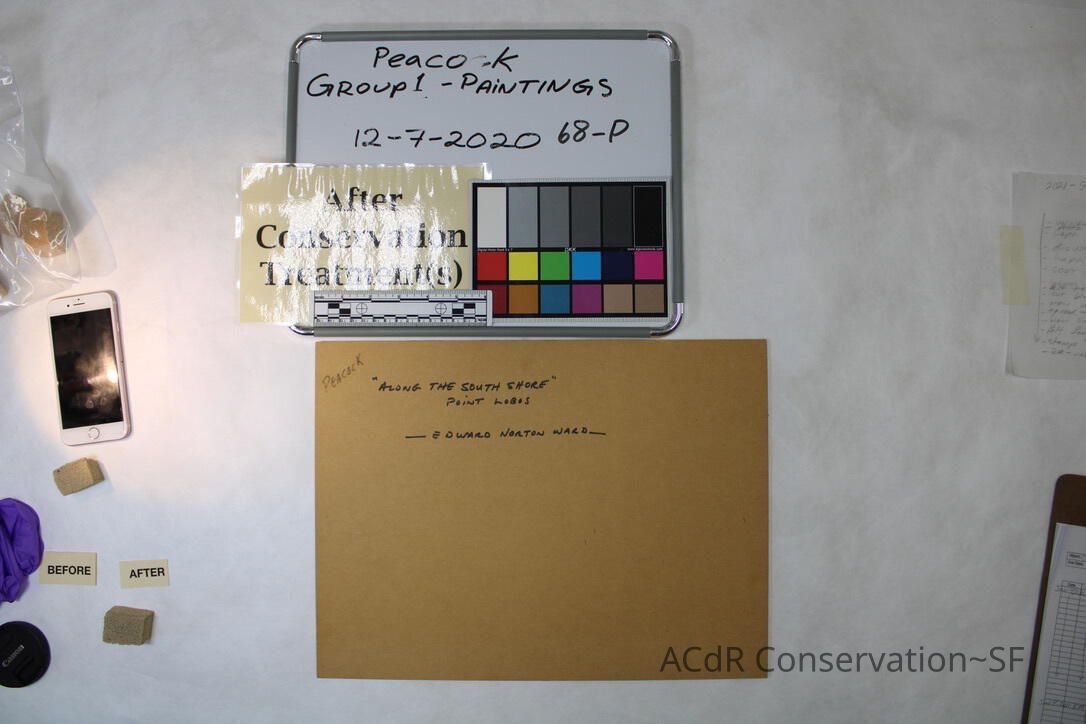 Peacock
GROUP 1 - PAINTINGS
12-7-2020 68-P
After
Conservation
Treatment(s)
PEACOCK
"ALONG THE SOUTH SHORE"
POINT LOBOS
— EDWARD NORTON WARD —
BEFORE
AFTER
Canon
ACdR Conservation~SF